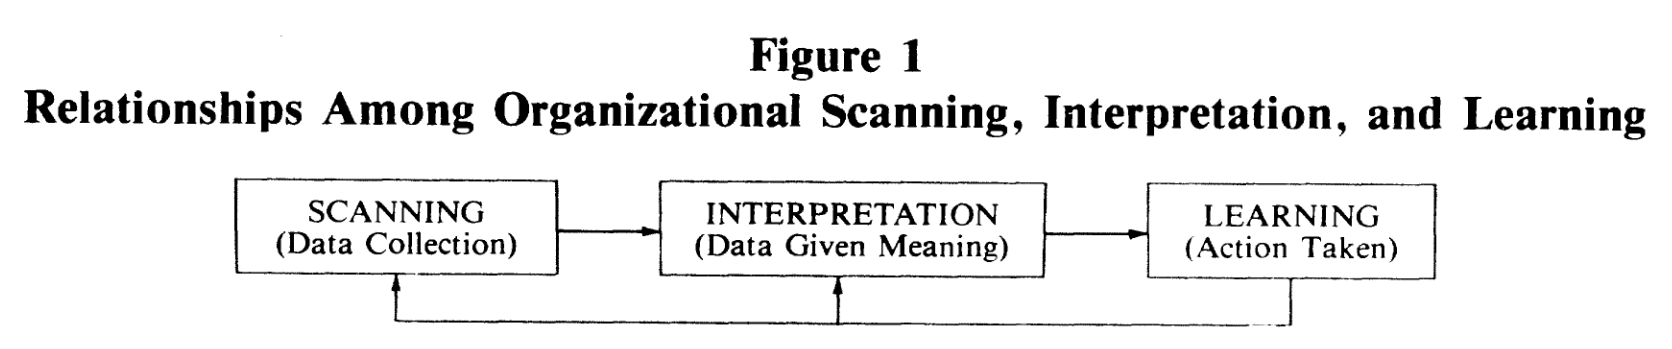 Figure 1
Relationships Among Organizational Scanning, Interpretation, and Learning
SCANNING
(Data Collection)
INTERPRETATION
(Data Given Meaning)
LEARNING
(Action Taken)